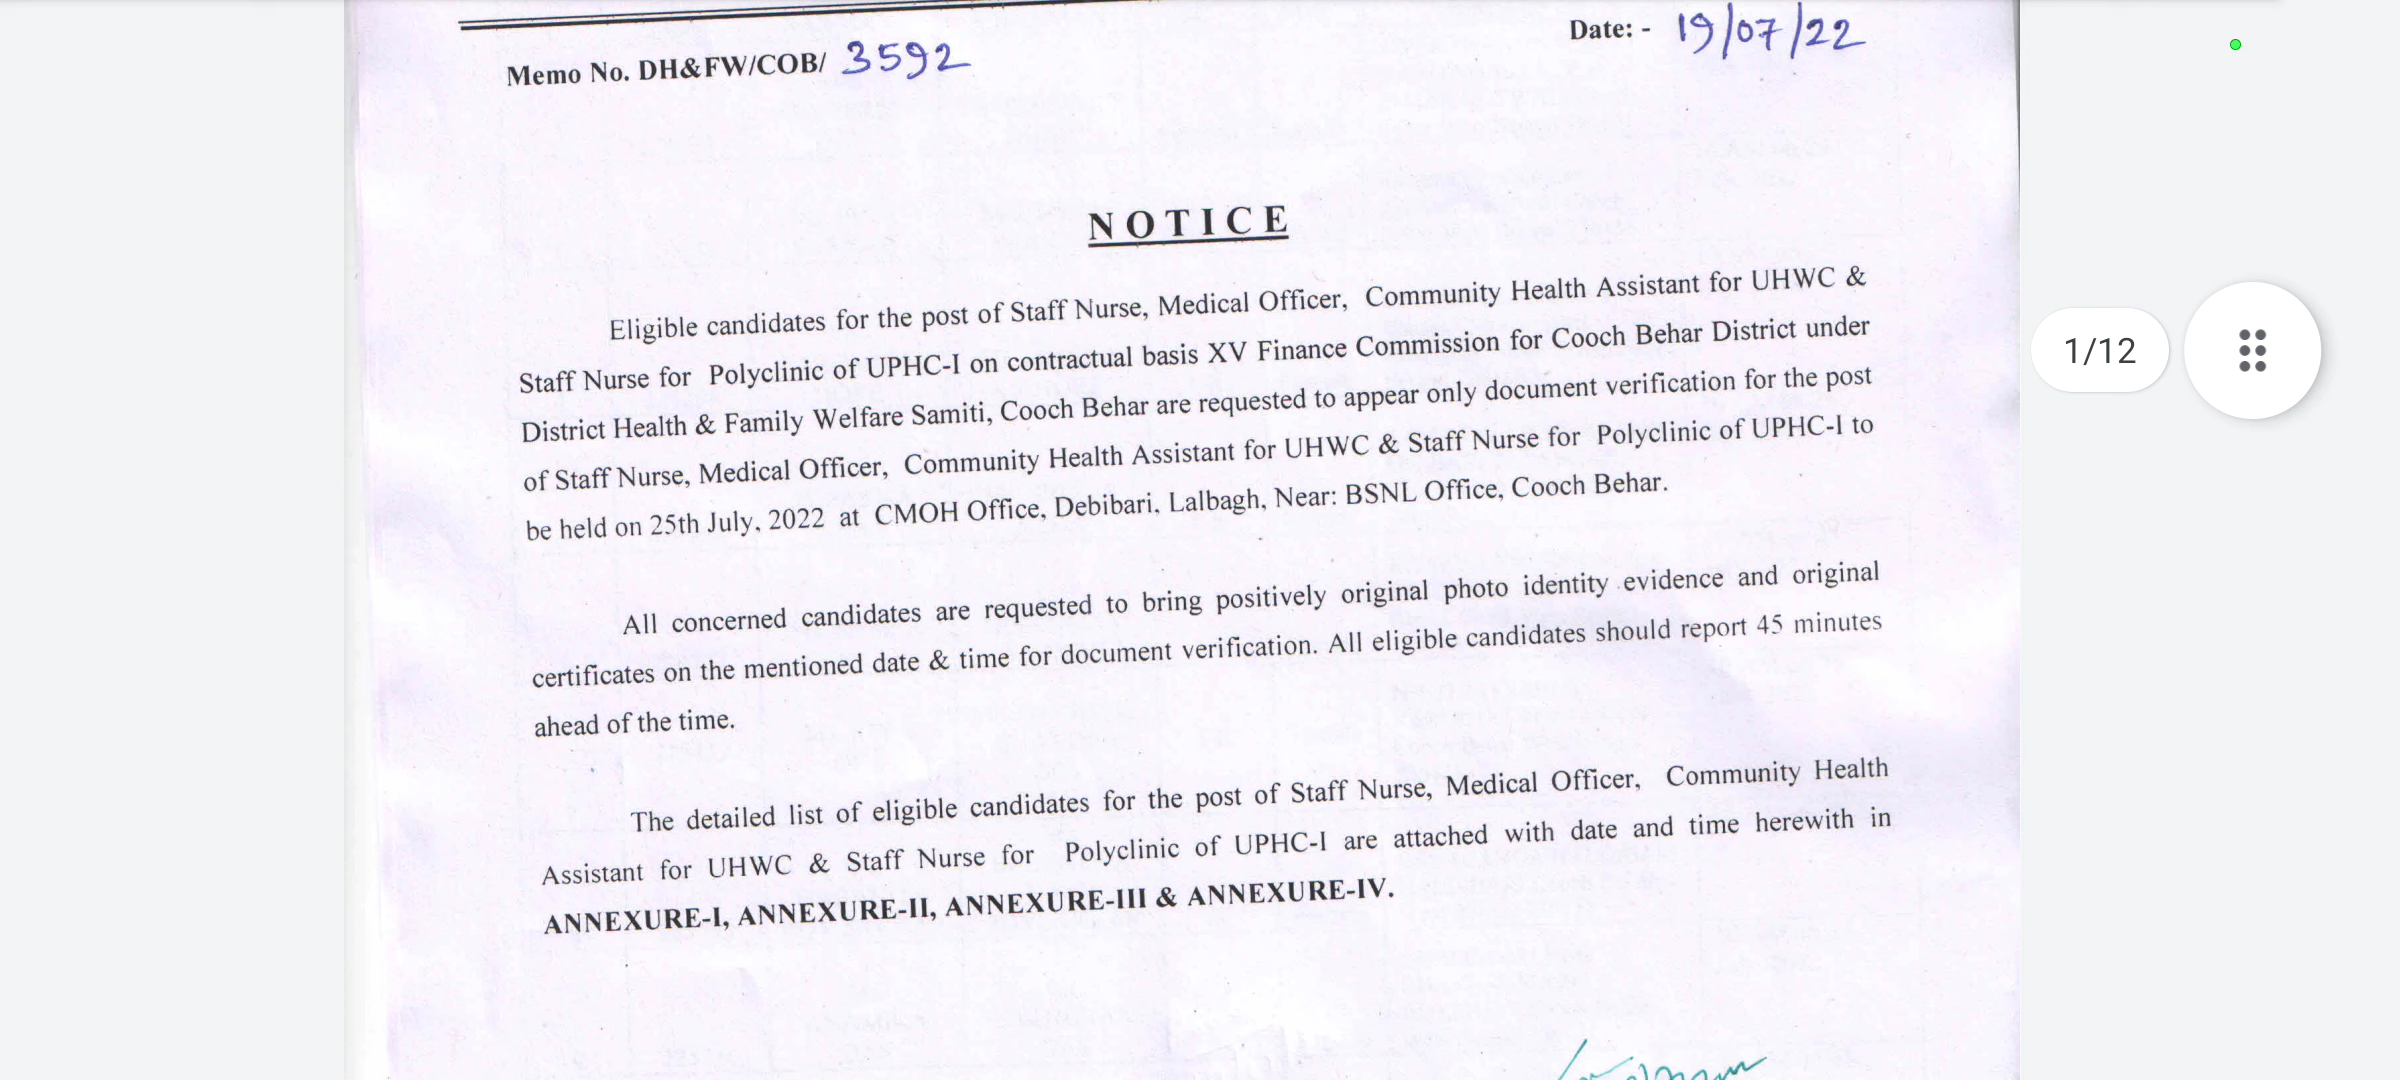 Date: - 19/07/22
Memo No. DH&FW/COB/ 3592
NOTICE
Eligible candidates for the post of Staff Nurse, Medical Officer, Community Health Assistant for UHWC &
Staff Nurse for Polyclinic of UPHC-I on contractual basis XV Finance Commission for Cooch Behar District under
District Health & Family Welfare Samiti, Cooch Behar are requested to appear only document verification for the post
of Staff Nurse, Medical Officer, Community Health Assistant for UHWC & Staff Nurse for Polyclinic of UPHC-I to
be held on 25th July, 2022 at CMOH Office, Debibari, Lalbagh, Near: BSNL Office, Cooch Behar.
All concerned candidates are requested to bring positively original photo identity evidence and original
certificates on the mentioned date & time for document verification. All eligible candidates should report 45 minutes
ahead of the time.
The detailed list of eligible candidates for the post of Staff Nurse, Medical Officer, Community Health
Assistant for UHWC & Staff Nurse for Polyclinic of UPHC-I are attached with date and time herewith in
ANNEXURE-I, ANNEXURE-II, ANNEXURE-III & ANNEXURE-IV.
1/12